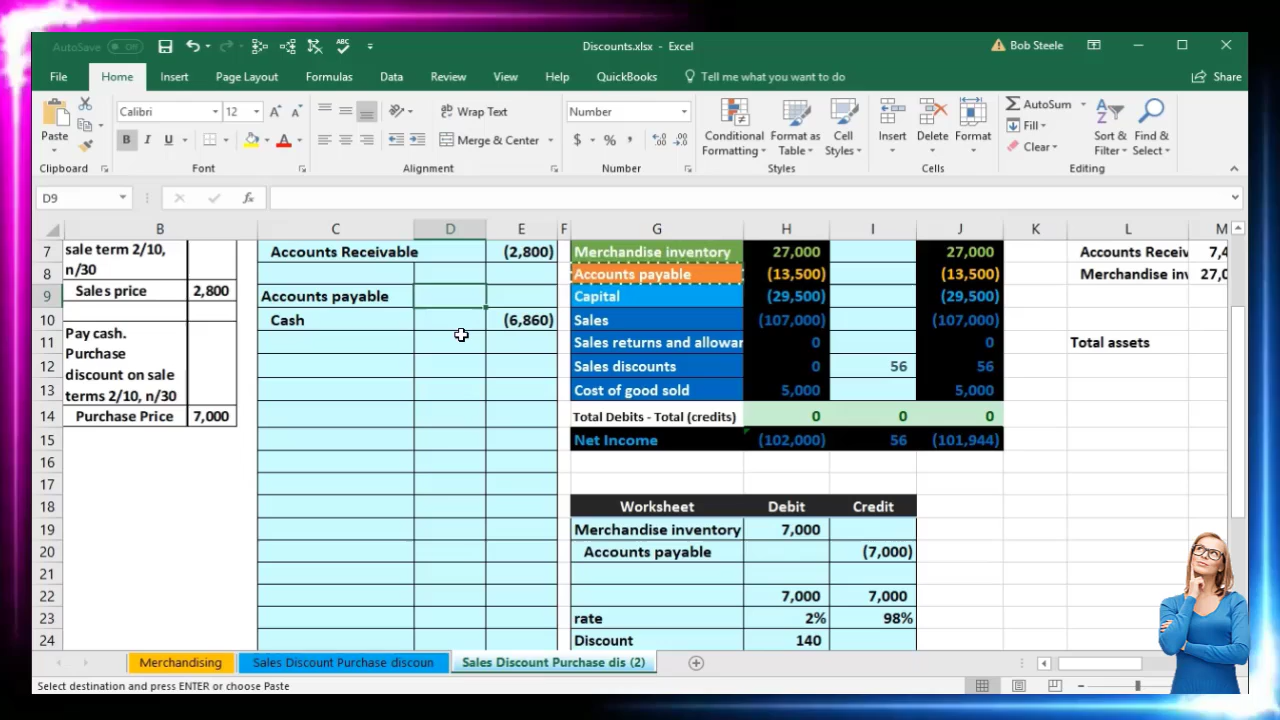 AutoSave Off
Discounts.xlsx - Excel
Bob Steele
File Home Insert Page Layout Formulas Data Review View Help QuickBooks Tell me what you want to do Share
Paste
Calibri 12
B I U
Wrap Text
Merge & Center
Number
$ % ,
Conditional Formatting
Format as Table
Cell Styles
Insert
Delete
Format
AutoSum
Fill
Clear
Sort & Filter
Find & Select
Clipboard Font Alignment Number Styles Cells Editing
D9 fx
B C D E F G H I J K L M
7 sale term 2/10, Accounts Receivable (2,800) Merchandise inventory 27,000 27,000 Accounts Receiv 7,4
8 n/30 Accounts payable (13,500) (13,500) Merchandise inv 27,0
9 Sales price 2,800 Accounts payable Capital (29,500) (29,500)
10 Pay cash. Cash (6,860) Sales (107,000) (107,000)
11 Purchase Sales returns and allowar 0 0 Total assets
12 discount on sale Sales discounts 0 56 56
13 terms 2/10, n/30 Cost of good sold 5,000 5,000
14 Purchase Price 7,000 Total Debits - Total (credits) 0 0 0
15 Net Income (102,000) 56 (101,944)
16
17
18 Worksheet Debit Credit
19 Merchandise inventory 7,000
20 Accounts payable (7,000)
21
22 7,000 7,000
23 rate 2% 98%
24 Discount 140
Merchandising Sales Discount Purchase discoun Sales Discount Purchase dis (2)
Select destination and press ENTER or choose Paste